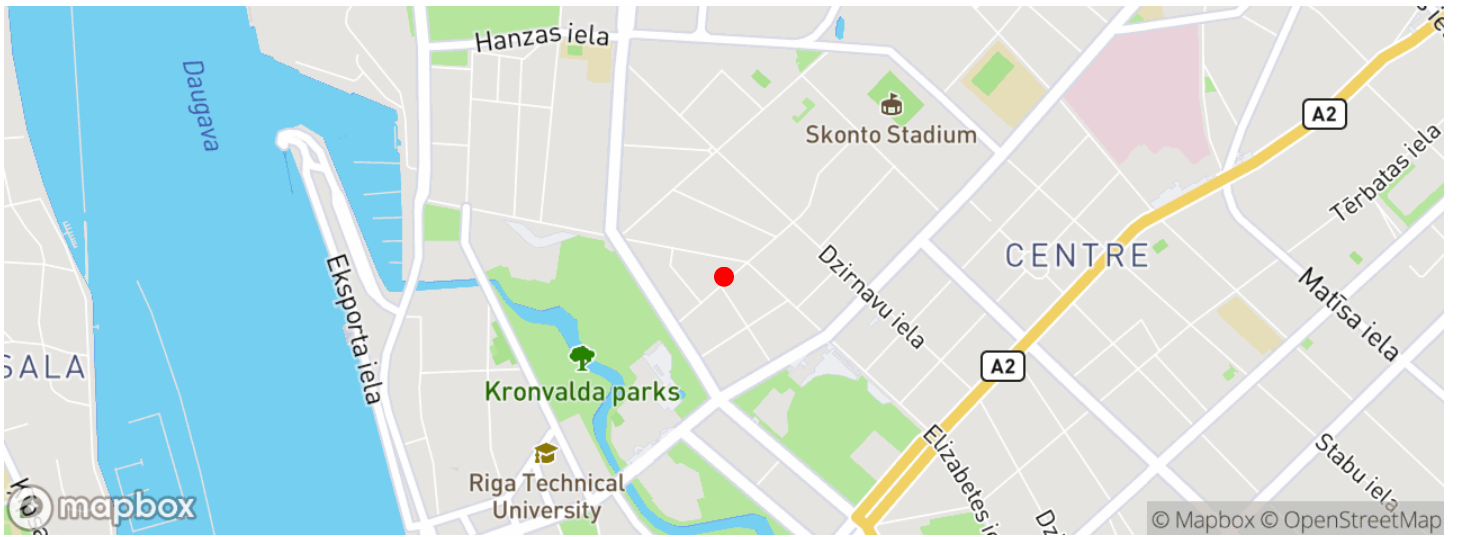 Hanzas iela
Daugava
Skonto Stadium
A2
Tērbatas iela
Eksporta iela
Dzirnavu iela
CENTRE
Matīsa iela
SALA
Kronvalda parks
A2
Elizabetes
Stabu iela
Riga Technical
University
mapbox
© Mapbox © OpenStreetMap